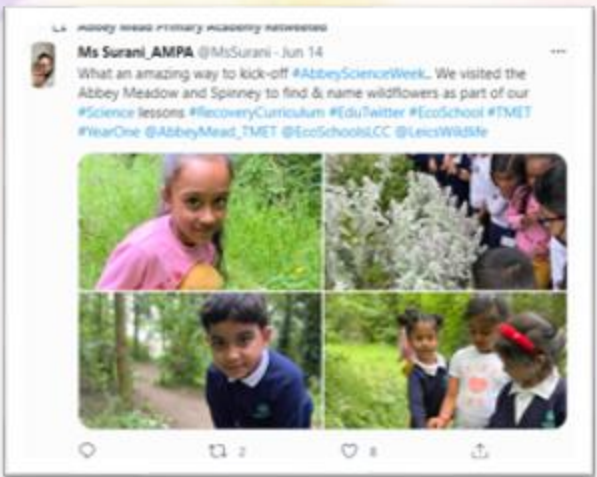 Abbey Mead Primary Academy Retweeted
Ms Surani_AMPA @MsSurani · Jun 14
What an amazing way to kick-off #AbbeyScienceWeek.. We visited the
Abbey Meadow and Spinney to find & name wildflowers as part of our
#Science lessons #RecoveryCurriculum #EduTwitter #EcoSchool #TMET
#YearOne @AbbeyMead_TMET @EcoSchoolsLCC @LeicsWildlife
2
8